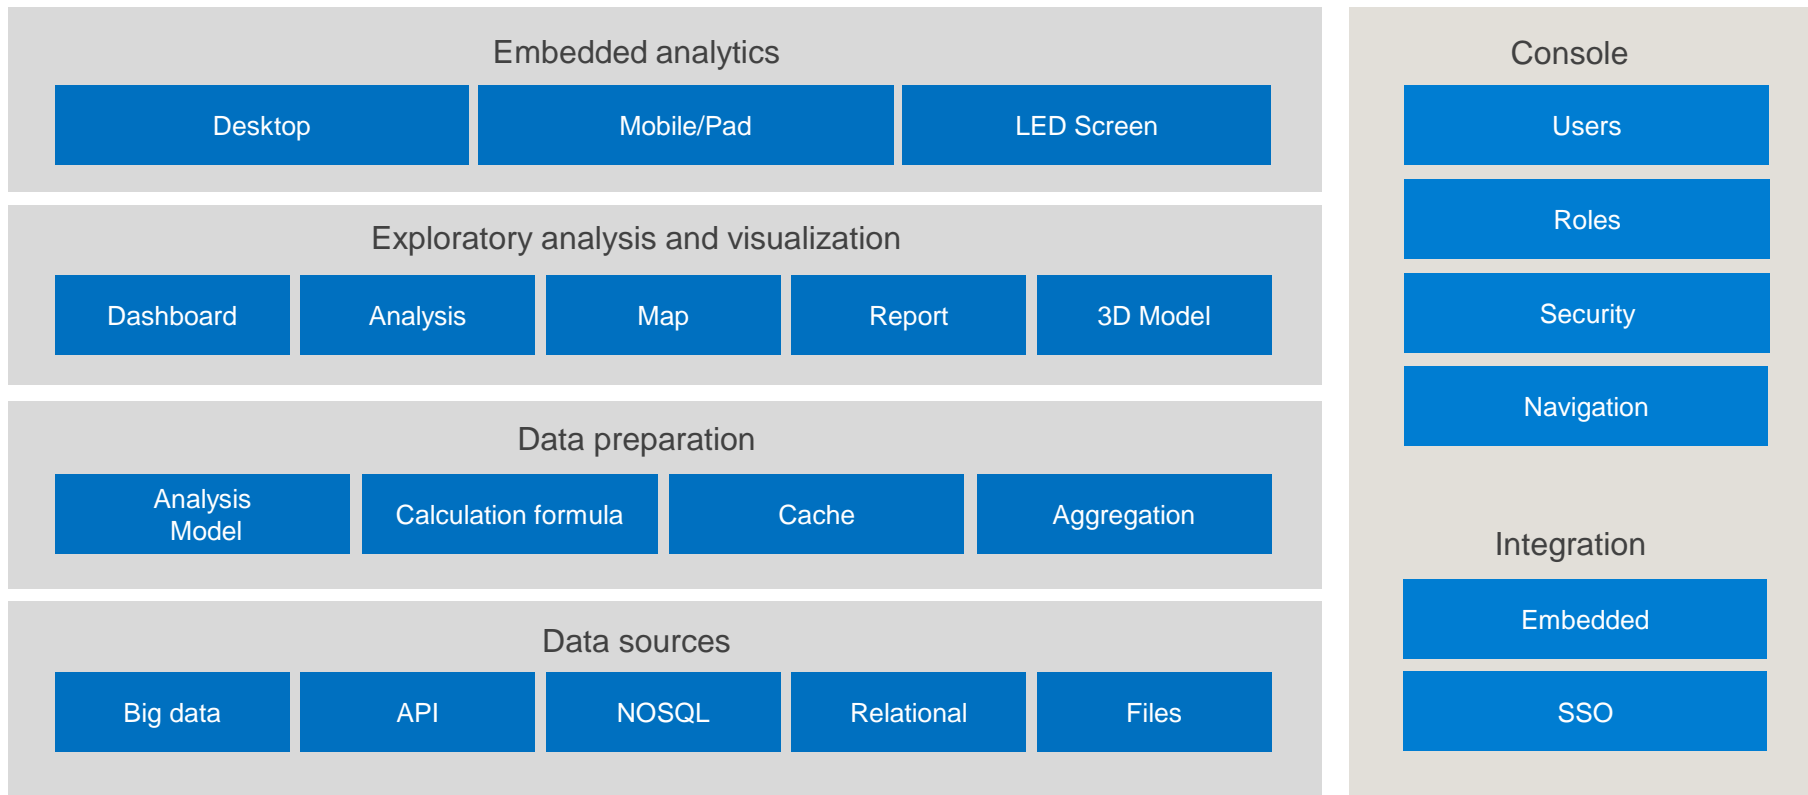 Embedded analytics
Desktop
Mobile/Pad
LED Screen
Exploratory analysis and visualization
Dashboard
Analysis
Map
Report
3D Model
Data preparation
Analysis
Model
Calculation formula
Cache
Aggregation
Data sources
Big data
API
NOSQL
Relational
Files
Console
Users
Roles
Security
Navigation
Integration
Embedded
SSO